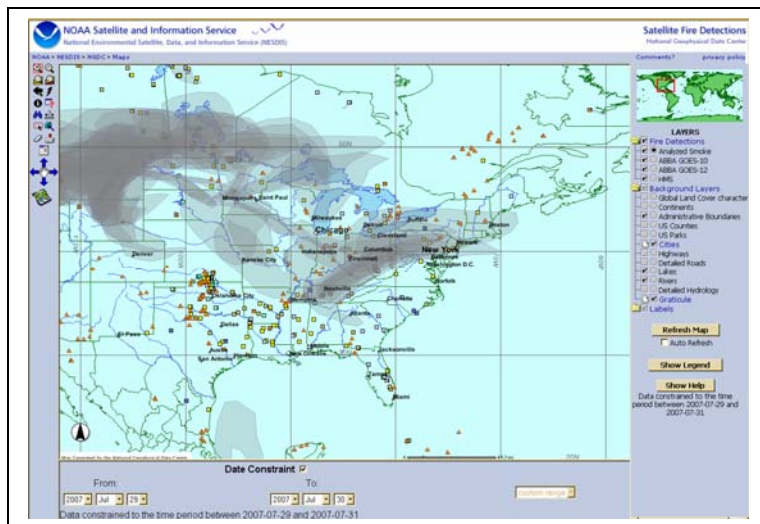 NOAA Satellite and Information Service
National Environmental Satellite, Data, and Information Service (NESDIS)
Satellite Fire Detections
National Geophysical Data Center
NOAA > NESDIS > NGDC > Maps
Comments? privacy policy
LAYERS
Fire Detections
Analyzed Smoke
ABBA GOES-10
ABBA GOES-12
HMS
Background Layers
Global Land Cover character
Continents
Administrative Boundaries
US Counties
US Parks
Cities
Highways
Detailed Roads
Lakes
Rivers
Detailed Hydrology
Graticule
Labels
Refresh Map
Auto Refresh
Show Legend
Show Help
Data constrained to the time
period between 2007-07-29 and
2007-07-31
Minneapolis Saint Paul
Milwaukee
Detroit
Buffalo
Boston
Chicago
Cleveland
Newark
New York
Denver
Indianapolis
Columbus
Kansas City
Cincinnati
Washington D.C.
Norfolk
Nashville
Oklahoma City
Memphis
Charlotte
Dallas
Atlanta
El Paso
Austin
San Antonio
Houston
New Orleans
Mobile
Jacksonville
Tampa
Miami
Date Constraint
From: To:
2007 Jul 29 2007 Jul 30 custom range
Data constrained to the time period between 2007-07-29 and 2007-07-31